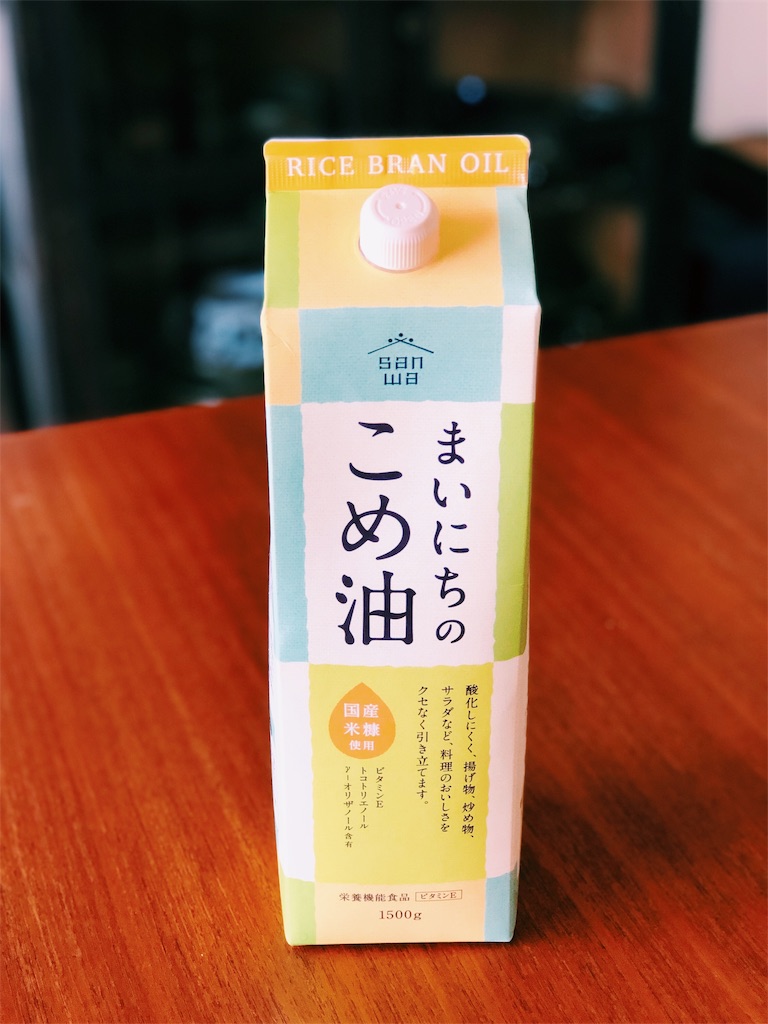 RICE BRAN OIL
san
wa
まいにちの
こめ油
酸化しにくく、揚げ物、炒め物、
サラダなど、料理のおいしさを
クセなく引き立てます。
国産
米糠
使用
ビタミンE
トコトリエノール
γ-オリザノール含有
栄養機能食品 ビタミンE
1500g